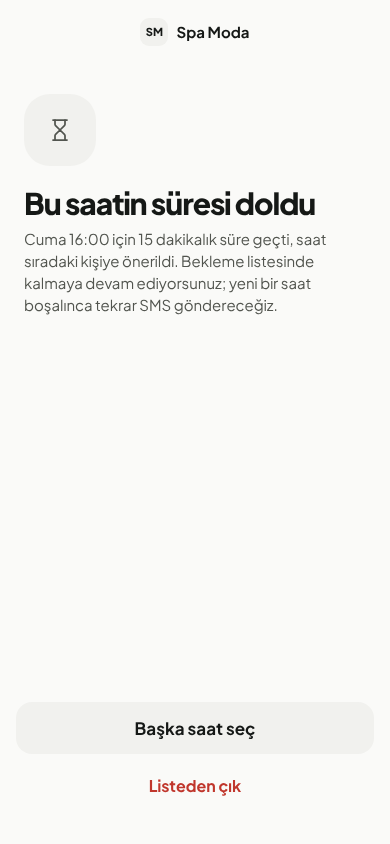 SM Spa Moda
Bu saatin süresi doldu
Cuma 16:00 için 15 dakikalık süre geçti, saat
sıradaki kişiye önerildi. Bekleme listesinde
kalmaya devam ediyorsunuz; yeni bir saat
boşalınca tekrar SMS göndereceğiz.
Başka saat seç
Listeden çık